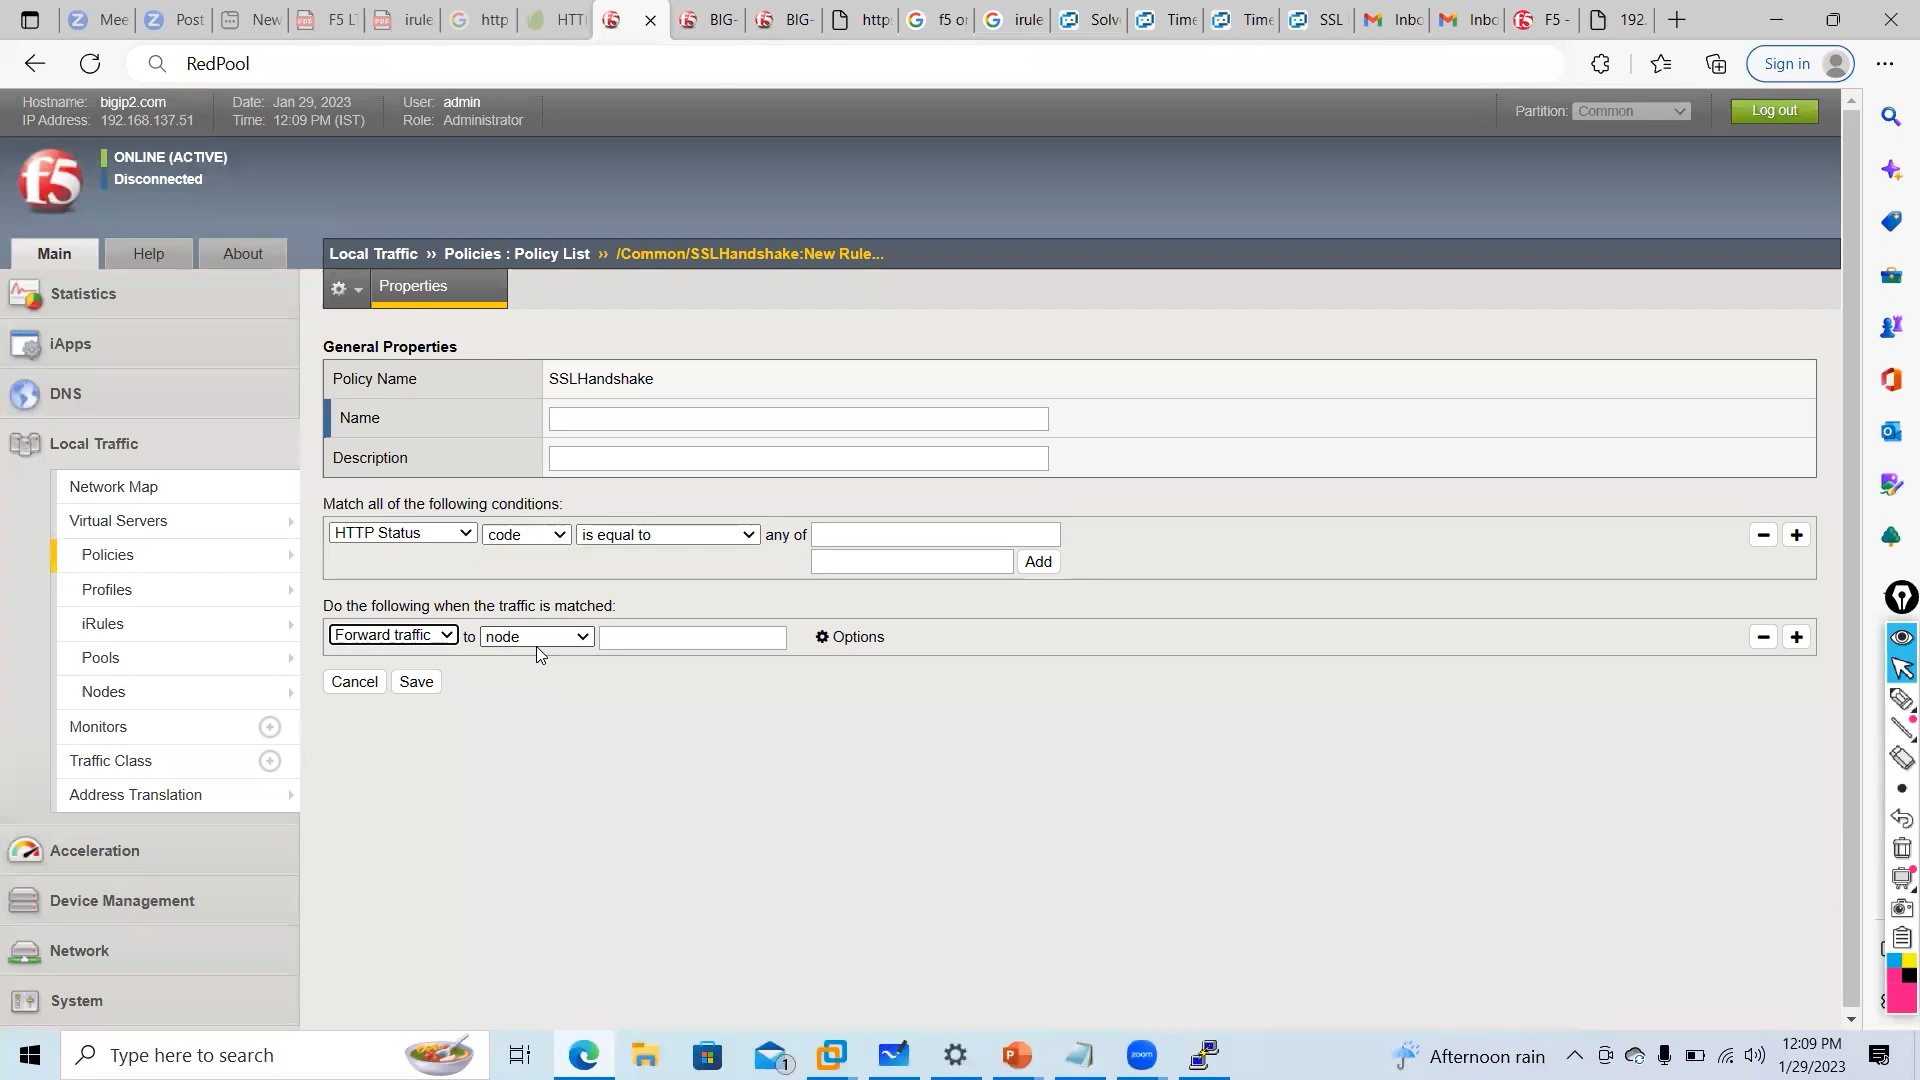 Mee
Post
New
F5 L
irule
http
HTTI
BIG-
BIG-
http
f5 o
irule
Solv
Time
Time
SSL
Inbo
Inbo
F5 -
192.
RedPool
Sign in
Hostname: bigip2.com
IP Address: 192.168.137.51
Date: Jan 29, 2023
Time: 12:09 PM (IST)
User: admin
Role: Administrator
Partition: Common
Log out
f5
ONLINE (ACTIVE)
Disconnected
Main
Help
About
Local Traffic ›› Policies : Policy List ›› /Common/SSLHandshake:New Rule...
Properties
Statistics
iApps
DNS
Local Traffic
Network Map
Virtual Servers
Policies
Profiles
iRules
Pools
Nodes
Monitors
Traffic Class
Address Translation
Acceleration
Device Management
Network
System
General Properties
Policy Name SSLHandshake
Name
Description
Match all of the following conditions:
HTTP Status code is equal to any of
Add
Do the following when the traffic is matched:
Forward traffic to node Options
Cancel Save
Type here to search
1
zoom
Afternoon rain
12:09 PM
1/29/2023